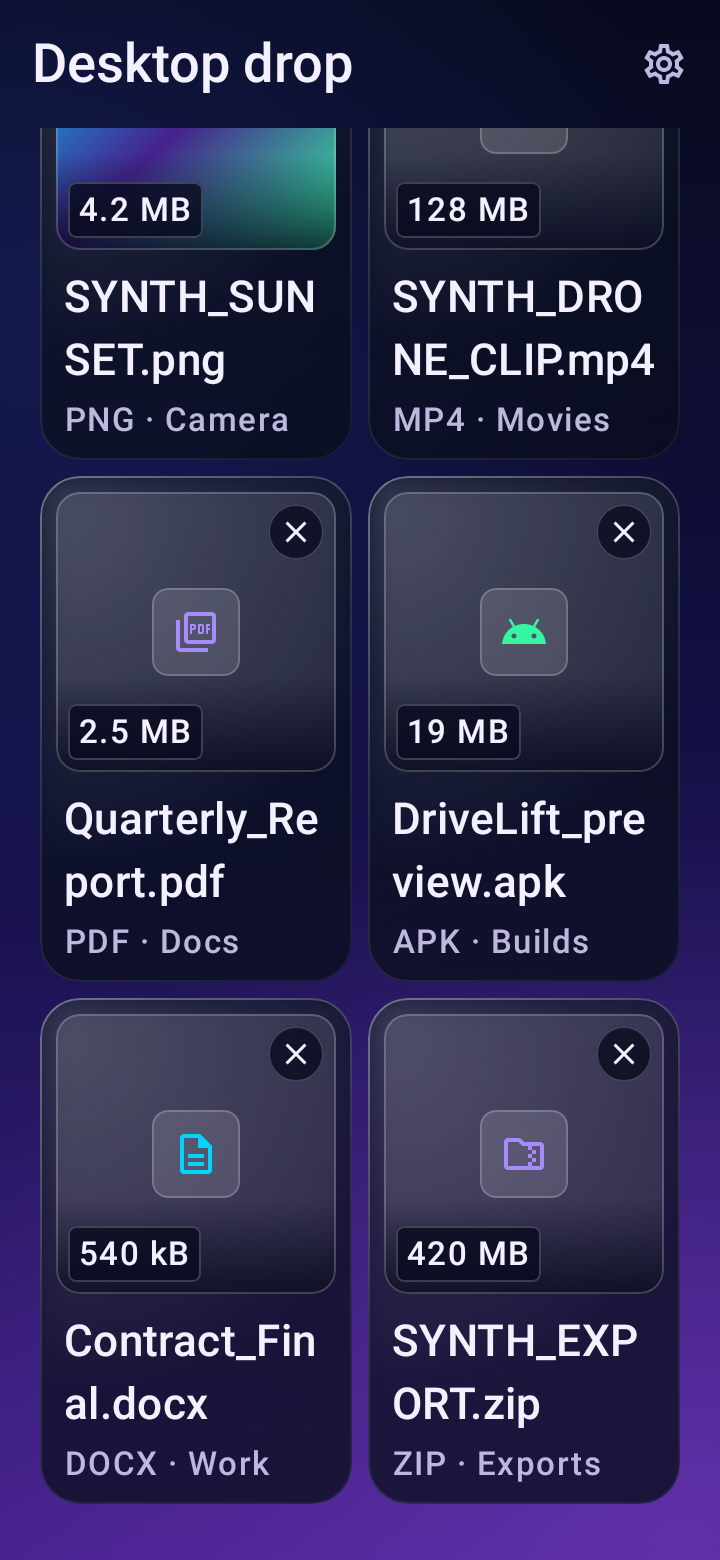 Desktop drop
4.2 MB
SYNTH_SUN
SET.png
PNG · Camera
128 MB
SYNTH_DRO
NE_CLIP.mp4
MP4 · Movies
PDF
2.5 MB
Quarterly_Re
port.pdf
PDF · Docs
19 MB
DriveLift_pre
view.apk
APK · Builds
540 kB
Contract_Fin
al.docx
DOCX · Work
420 MB
SYNTH_EXP
ORT.zip
ZIP · Exports